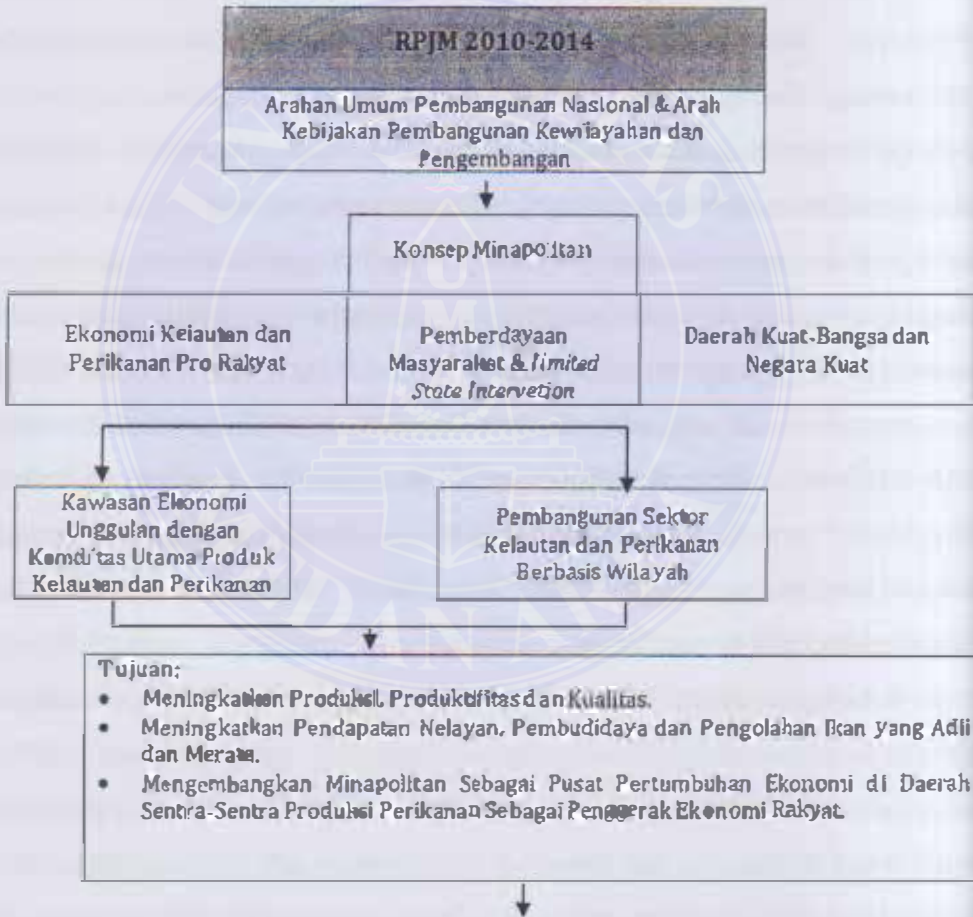 RPJM 2010-2014
Arahan Umum Pembangunan Nasional & Arah
Kebijakan Pembangunan Kewilayahan dan
Pengembangan
Konsep Minapolitan
Ekonomi Kelautan dan
Perikanan Pro Rakyat
Pemberdayaan
Masyaraket & limited
State Intervetion
Daerah Kuat-Bangsa dan
Negara Kuat
Kawasan Ekonomi
Unggulan dengan
Komditas Utama Produk
Kelautan dan Perikanan
Pembangunan Sektor
Kelautan dan Perikanan
Berbasis Wilayah
Tujuan:
• Meningkatkan Produksi, Produktifitas dan Kualitas.
• Meningkatkan Pendapatan Nelayan, Pembudidaya dan Pengolahan Ikan yang Adil
dan Merata.
• Mengembangkan Minapolitan Sebagai Pusat Pertumbuhan Ekonomi di Daerah
Sentra-Sentra Produksi Perikanan Sebagai Penggerak Ekonomi Rakyat.